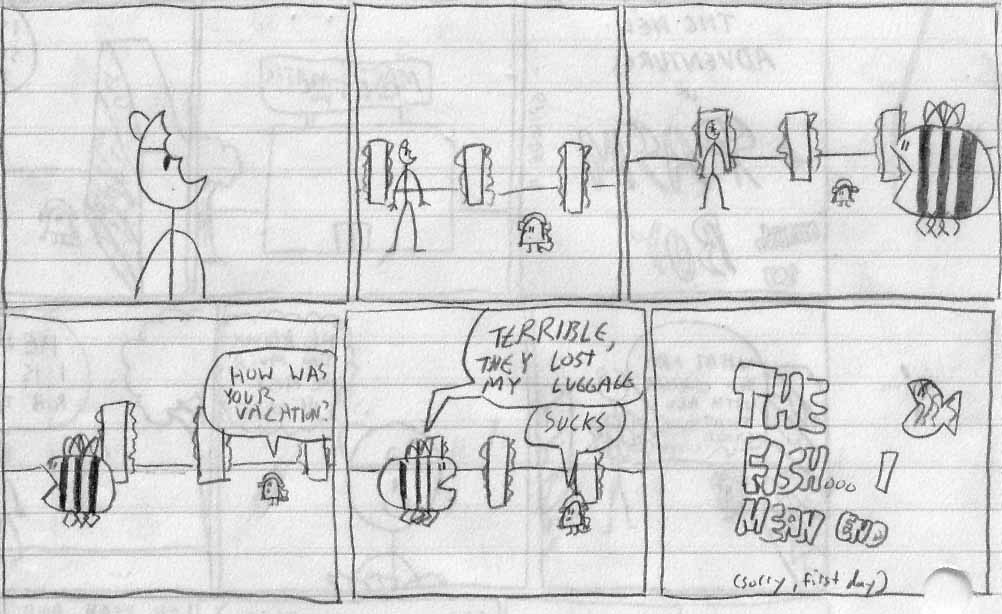 HOW WAS
YOUR
VACATION?
TERRIBLE,
THEY LOST
MY LUGGAGE
SUCKS
THE
FISH... I
MEAN END
(sorry, first day)